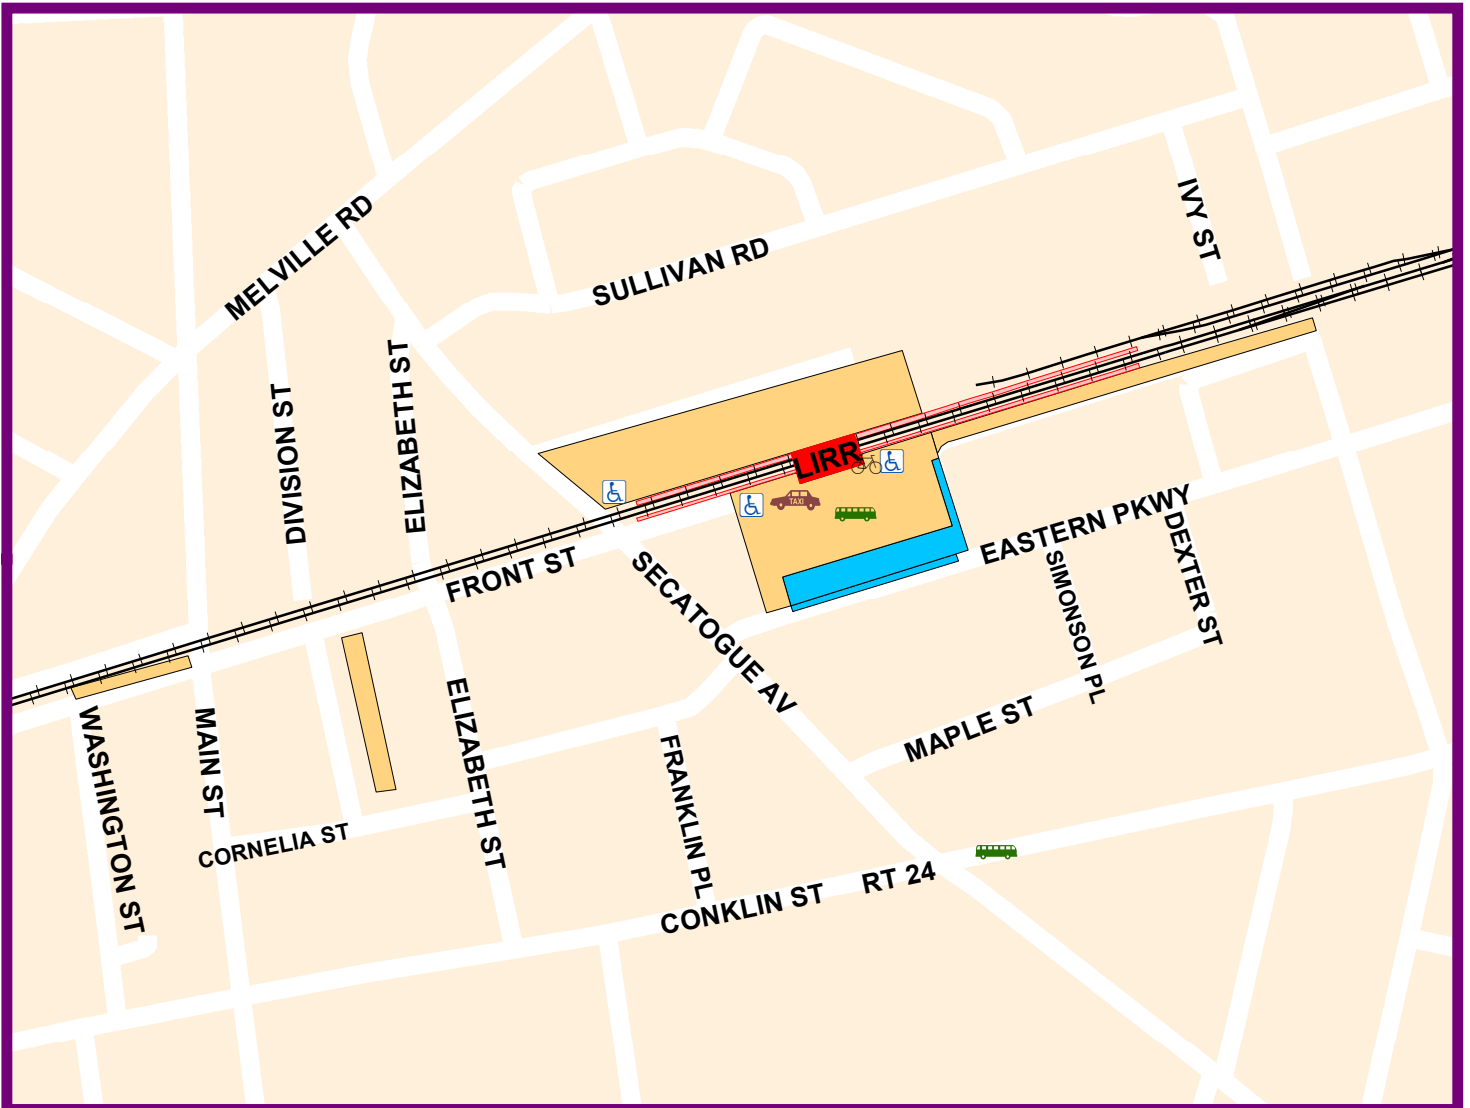 MELVILLE RD
SULLIVAN RD
IVY ST
DIVISION ST
ELIZABETH ST
LIRR
TAXI
FRONT ST
EASTERN PKWY
SECATOGUE AV
SIMONSON PL
DEXTER ST
WASHINGTON ST
MAIN ST
ELIZABETH ST
FRANKLIN PL
MAPLE ST
CORNELIA ST
CONKLIN ST
RT 24